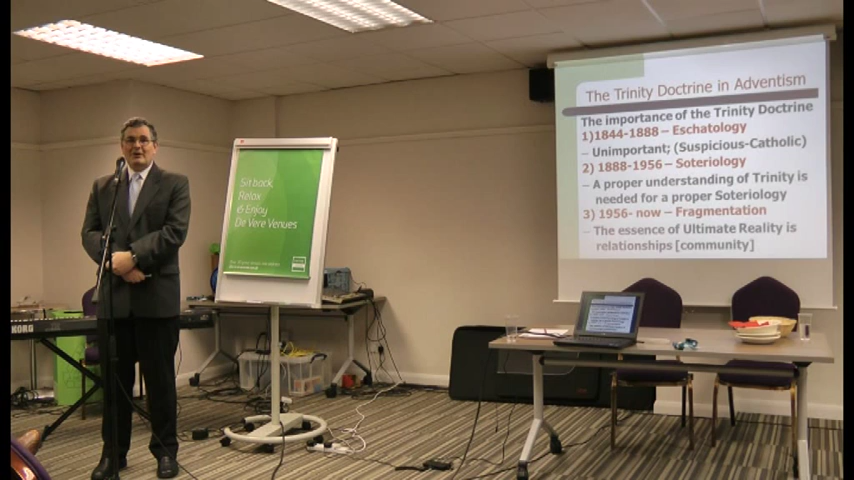 The Trinity Doctrine in Adventism
The importance of the Trinity Doctrine
1)1844-1888 – Eschatology
– Unimportant; (Suspicious-Catholic)
2) 1888-1956 – Soteriology
– A proper understanding of Trinity is
needed for a proper Soteriology
3) 1956- now – Fragmentation
– The essence of Ultimate Reality is
relationships [community]
Sit back,
Relax
& Enjoy
De Vere Venues
KORG